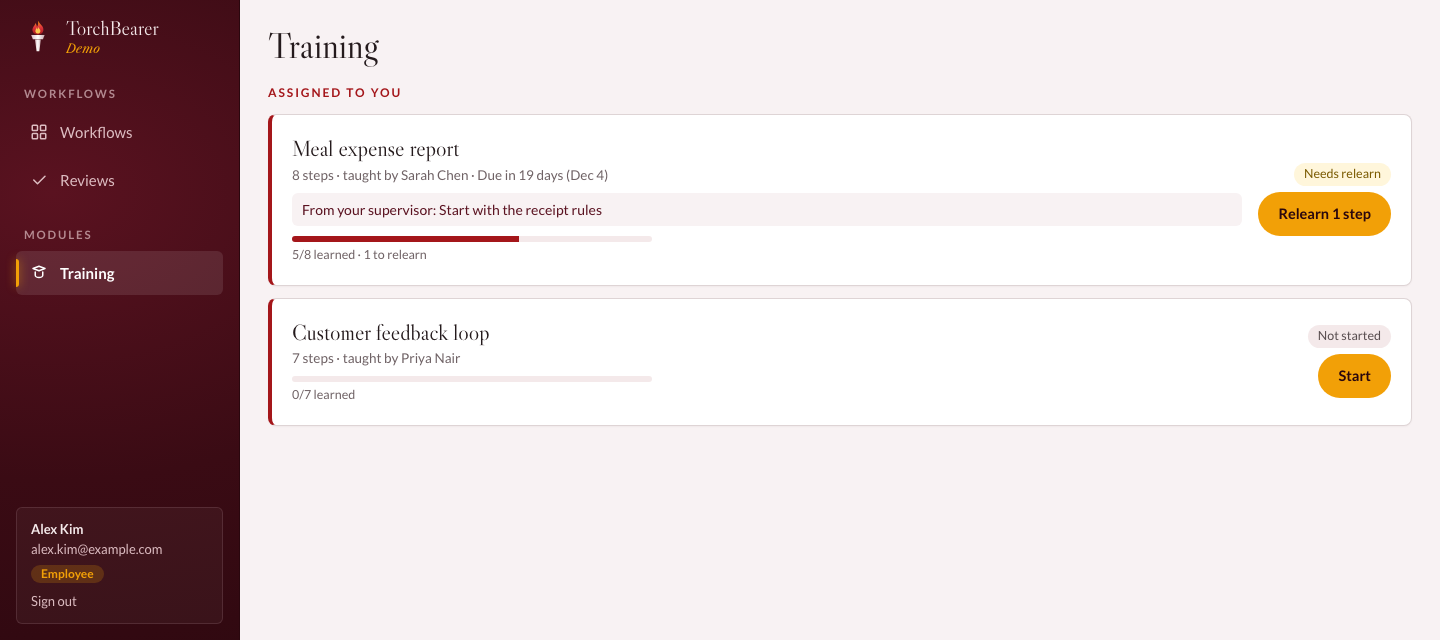 TorchBearer
Demo
WORKFLOWS
Workflows
Reviews
MODULES
Training
Alex Kim
alex.kim@example.com
Employee
Sign out
Training
ASSIGNED TO YOU
Meal expense report
8 steps · taught by Sarah Chen · Due in 19 days (Dec 4)
From your supervisor: Start with the receipt rules
5/8 learned · 1 to relearn
Needs relearn
Relearn 1 step
Customer feedback loop
7 steps · taught by Priya Nair
0/7 learned
Not started
Start